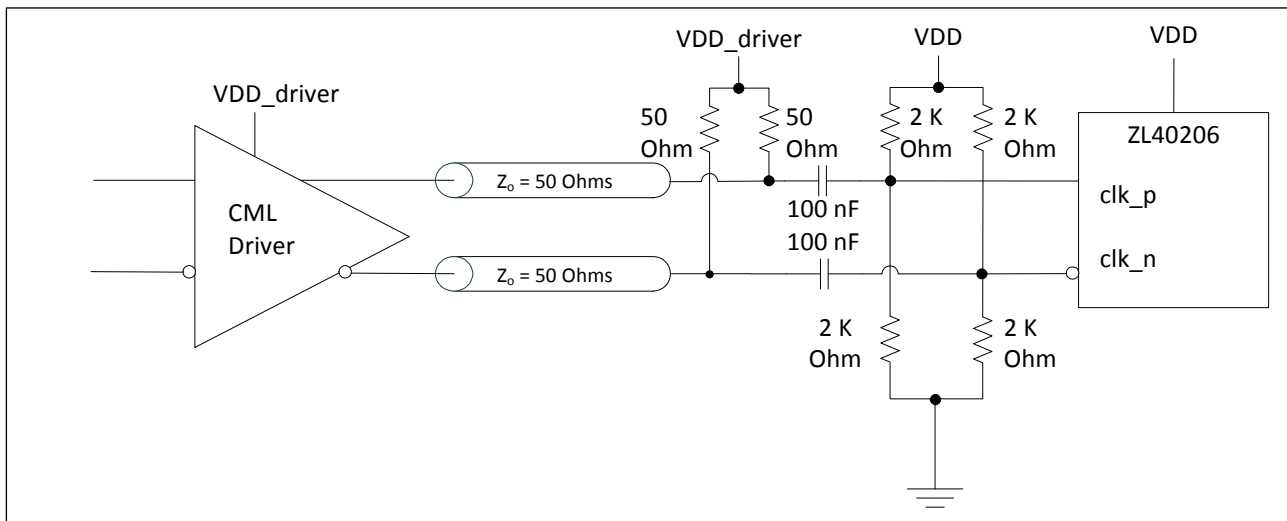 VDD_driver
VDD
VDD
VDD_driver
50
Ohm
50
Ohm
2 K
Ohm
2 K
Ohm
ZL40206
Zo = 50 Ohms
CML
Driver
100 nF
100 nF
clk_p
clk_n
Zo = 50 Ohms
2 K
Ohm
2 K
Ohm